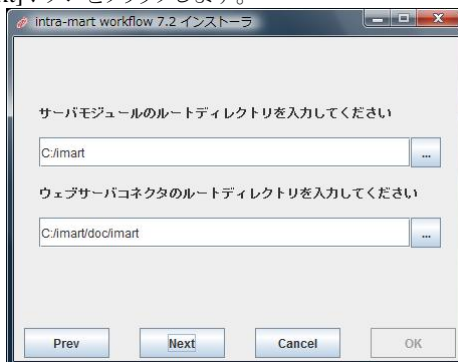 intra-mart workflow 7.2 インストーラ
サーバモジュールのルートディレクトリを入力してください
C:/imart
...
ウェブサーバコネクタのルートディレクトリを入力してください
C:/imart/doc/imart
...
Prev Next Cancel OK